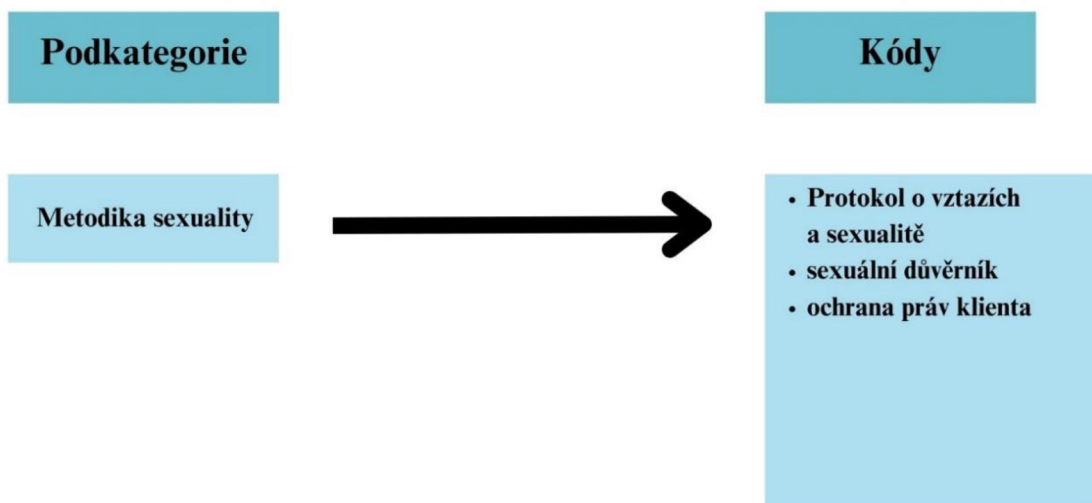 Podkategorie
Kódy
Metodika sexuality
• Protokol o vztazích
a sexualitě
• sexuální důvěrník
• ochrana práv klienta